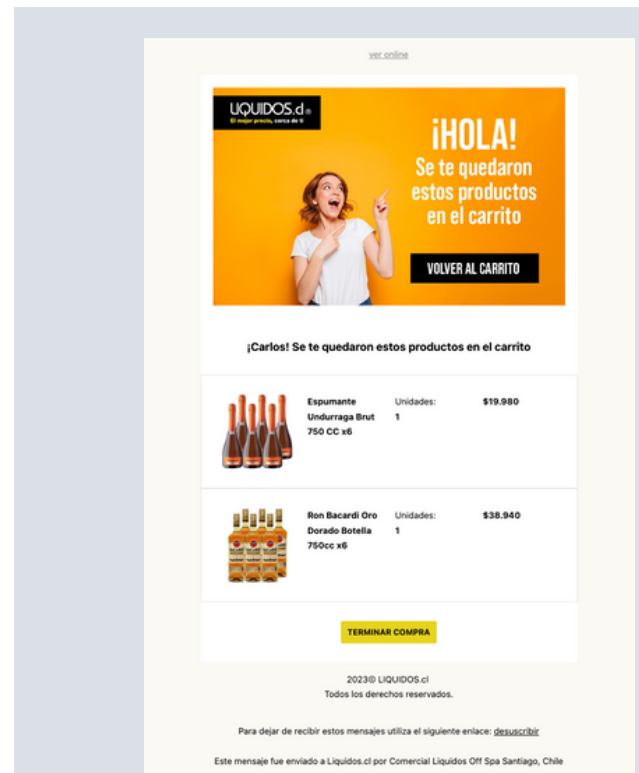 ver online
LIQUIDOS.cl®
El mejor precio, cerca de ti
¡HOLA!
Se te quedaron
estos productos
en el carrito
VOLVER AL CARRITO
¡Carlos! Se te quedaron estos productos en el carrito
Espumante Unidades: $19.980
Undurraga Brut 1
750 CC x6
Ron Bacardi Oro Unidades: $38.940
Dorado Botella 1
750cc x6
TERMINAR COMPRA
2023© LIQUIDOS.cl
Todos los derechos reservados.
Para dejar de recibir estos mensajes utiliza el siguiente enlace: desuscribir
Este mensaje fue enviado a Liquidos.cl por Comercial Liquidos Off Spa Santiago, Chile